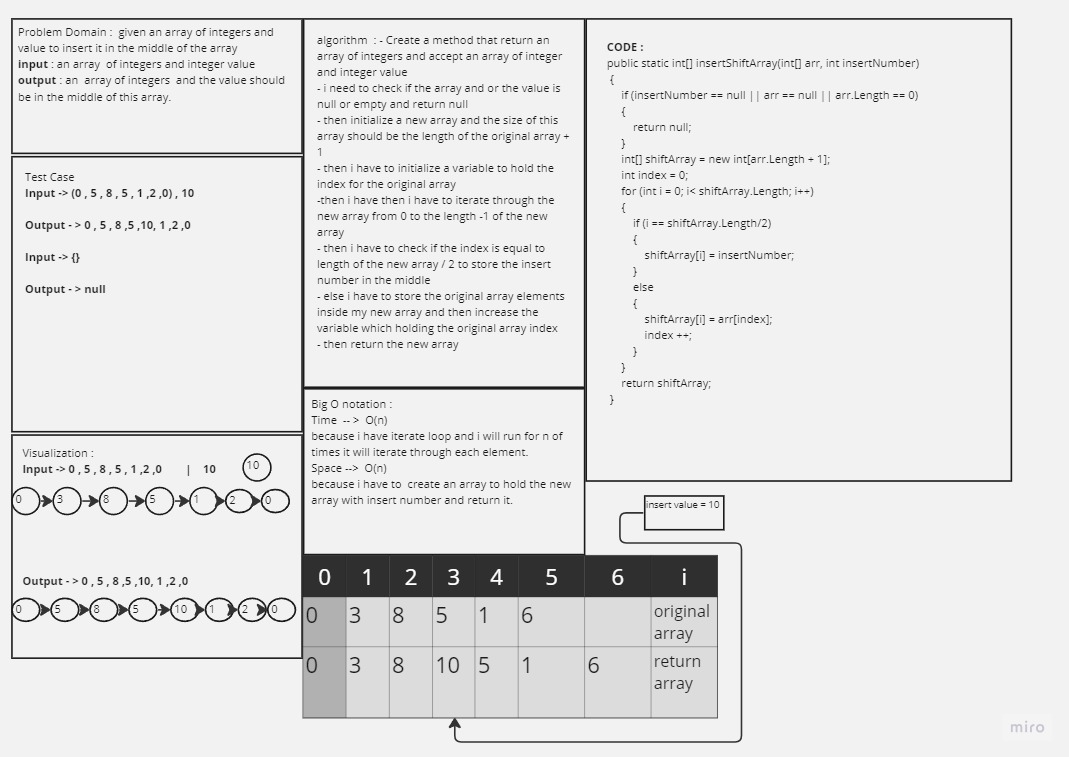 Problem Domain :  given an array of integers and
value to insert it in the middle of the array
input : an array  of integers and integer value
output : an  array of integers  and the value should
be in the middle of this array.
Test Case
Input -> (0 , 5 , 8 , 5 , 1 ,2 ,0) , 10
Output - > 0 , 5 , 8 ,5 ,10, 1 ,2 ,0
Input -> {}
Output - > null
Visualization :
Input -> 0 , 5 , 8 , 5 , 1 ,2 ,0 | 10
10
0 3 8 5 1 2 0
Output - > 0 , 5 , 8 ,5 ,10, 1 ,2 ,0
0 5 8 5 10 1 2 0
algorithm  : - Create a method that return an
array of integers and accept an array of integer
and integer value
- i need to check if the array and or the value is
null or empty and return null
- then initialize a new array and the size of this
array should be the length of the original array +
1
- then i have to initialize a variable to hold the
index for the original array
-then i have then i have to iterate through the
new array from 0 to the length -1 of the new
array
- then i have to check if the index is equal to
length of the new array / 2 to store the insert
number in the middle
- else i have to store the original array elements
inside my new array and then increase the
variable which holding the original array index
- then return the new array
Big O notation :
Time  -- >  O(n)
because i have iterate loop and i will run for n of
times it will iterate through each element.
Space -->  O(n)
because i have to  create an array to hold the new
array with insert number and return it.
CODE :
public static int[] insertShiftArray(int[] arr, int insertNumber)
{
if (insertNumber == null || arr == null || arr.Length == 0)
{
return null;
}
int[] shiftArray = new int[arr.Length + 1];
int index = 0;
for (int i = 0; i< shiftArray.Length; i++)
{
if (i == shiftArray.Length/2)
{
shiftArray[i] = insertNumber;
}
else
{
shiftArray[i] = arr[index];
index ++;
}
}
return shiftArray;
}
insert value = 10
0 1 2 3 4 5 6 i
0 3 8 5 1 6 original
array
0 3 8 10 5 1 6 return
array
miro